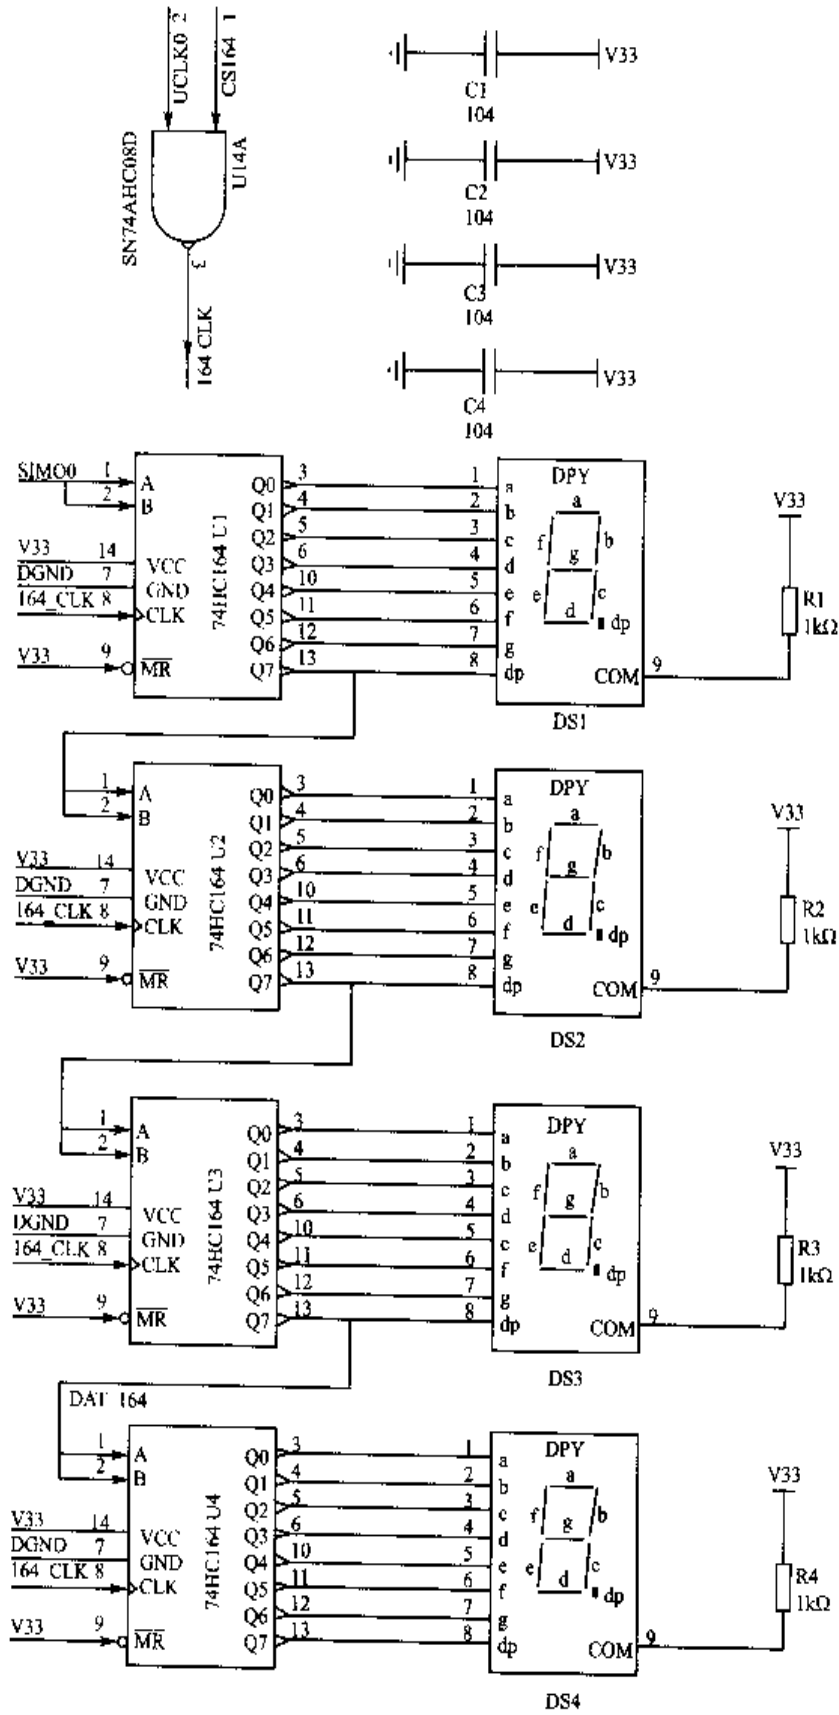 UCLK0 2
CS164 1
SN74AHC08D
U14A
3
164 CLK
V33
C1
104
V33
C2
104
V33
C3
104
V33
C4
104
SIMO0 1 A
2 B
V33 14 VCC
DGND 7 GND
164_CLK 8 CLK
V33 9 MR
74HC164 U1
Q0 3 1 a
Q1 4 2 b
Q2 5 3 c
Q3 6 4 d
Q4 10 5 e
Q5 11 6 f
Q6 12 7 g
Q7 13 8 dp
DPY
a
f b
g
e c
d dp
COM 9
DS1
V33
R1
1kΩ
1 A
2 B
V33 14 VCC
DGND 7 GND
164_CLK 8 CLK
V33 9 MR
74HC164 U2
Q0 3 1 a
Q1 4 2 b
Q2 5 3 c
Q3 6 4 d
Q4 10 5 e
Q5 11 6 f
Q6 12 7 g
Q7 13 8 dp
DPY
a
f b
g
e c
d dp
COM 9
DS2
V33
R2
1kΩ
1 A
2 B
V33 14 VCC
DGND 7 GND
164_CLK 8 CLK
V33 9 MR
74HC164 U3
Q0 3 1 a
Q1 4 2 b
Q2 5 3 c
Q3 6 4 d
Q4 10 5 e
Q5 11 6 f
Q6 12 7 g
Q7 13 8 dp
DPY
a
f b
g
e c
d dp
COM 9
DS3
V33
R3
1kΩ
DAT 164
1 A
2 B
V33 14 VCC
DGND 7 GND
164 CLK 8 CLK
V33 9 MR
74HC164 U4
Q0 3 1 a
Q1 4 2 b
Q2 5 3 c
Q3 6 4 d
Q4 10 5 e
Q5 11 6 f
Q6 12 7 g
Q7 13 8 dp
DPY
a
f b
g
e c
d dp
COM 9
DS4
V33
R4
1kΩ